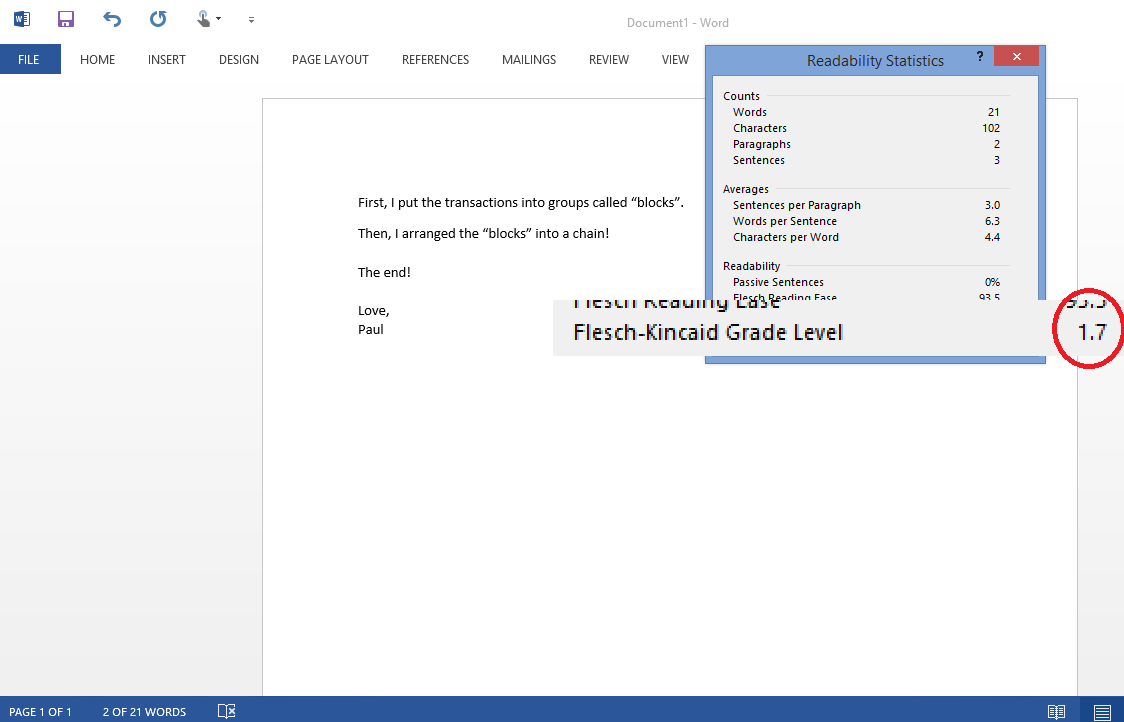 Document1 - Word
FILE HOME INSERT DESIGN PAGE LAYOUT REFERENCES MAILINGS REVIEW VIEW
First, I put the transactions into groups called “blocks”.
Then, I arranged the “blocks” into a chain!
The end!
Love,
Paul
Readability Statistics ?
Counts
Words 21
Characters 102
Paragraphs 2
Sentences 3
Averages
Sentences per Paragraph 3.0
Words per Sentence 6.3
Characters per Word 4.4
Readability
Passive Sentences 0%
Flesch Reading Ease 93.5
Flesch Reading Ease 93.5
Flesch-Kincaid Grade Level 1.7
PAGE 1 OF 1 2 OF 21 WORDS